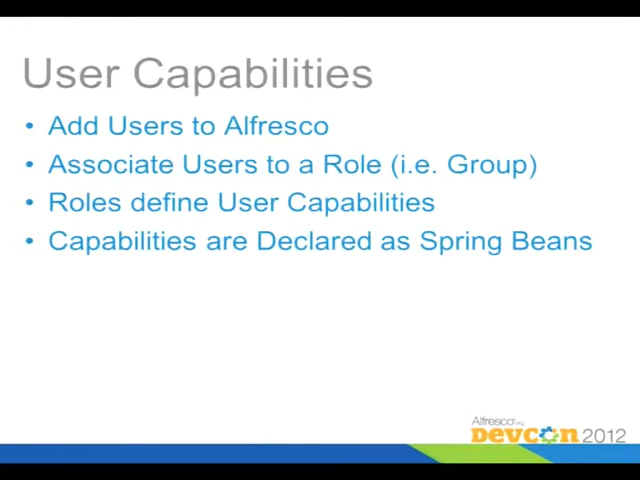 User Capabilities
• Add Users to Alfresco
• Associate Users to a Role (i.e. Group)
• Roles define User Capabilities
• Capabilities are Declared as Spring Beans
Alfresco.org
DEVCON 2012